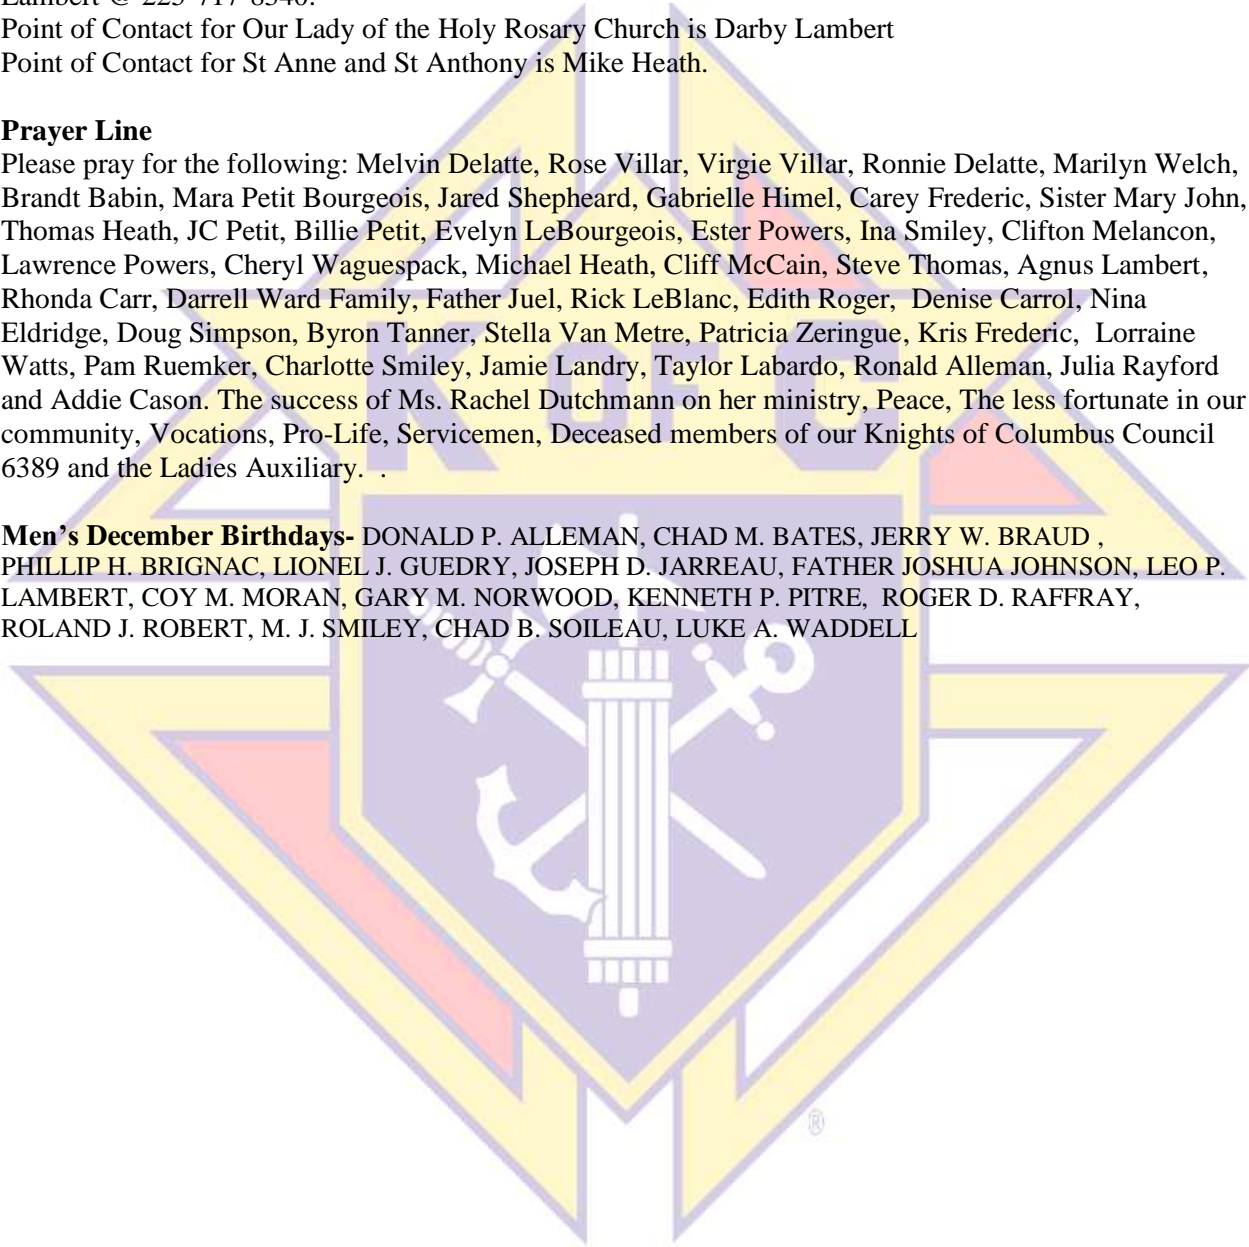 Lambert @ 225-717-8340.
Point of Contact for Our Lady of the Holy Rosary Church is Darby Lambert
Point of Contact for St Anne and St Anthony is Mike Heath.
Prayer Line
Please pray for the following: Melvin Delatte, Rose Villar, Virgie Villar, Ronnie Delatte, Marilyn Welch,
Brandt Babin, Mara Petit Bourgeois, Jared Shepheard, Gabrielle Himel, Carey Frederic, Sister Mary John,
Thomas Heath, JC Petit, Billie Petit, Evelyn LeBourgeois, Ester Powers, Ina Smiley, Clifton Melancon,
Lawrence Powers, Cheryl Waguespack, Michael Heath, Cliff McCain, Steve Thomas, Agnus Lambert,
Rhonda Carr, Darrell Ward Family, Father Juel, Rick LeBlanc, Edith Roger,  Denise Carrol, Nina
Eldridge, Doug Simpson, Byron Tanner, Stella Van Metre, Patricia Zeringue, Kris Frederic,  Lorraine
Watts, Pam Ruemker, Charlotte Smiley, Jamie Landry, Taylor Labardo, Ronald Alleman, Julia Rayford
and Addie Cason. The success of Ms. Rachel Dutchmann on her ministry, Peace, The less fortunate in our
community, Vocations, Pro-Life, Servicemen, Deceased members of our Knights of Columbus Council
6389 and the Ladies Auxiliary.  .
K OF C
Men’s December Birthdays- DONALD P. ALLEMAN, CHAD M. BATES, JERRY W. BRAUD ,
PHILLIP H. BRIGNAC, LIONEL J. GUEDRY, JOSEPH D. JARREAU, FATHER JOSHUA JOHNSON, LEO P.
LAMBERT, COY M. MORAN, GARY M. NORWOOD, KENNETH P. PITRE,  ROGER D. RAFFRAY,
ROLAND J. ROBERT, M. J. SMILEY, CHAD B. SOILEAU, LUKE A. WADDELL
®